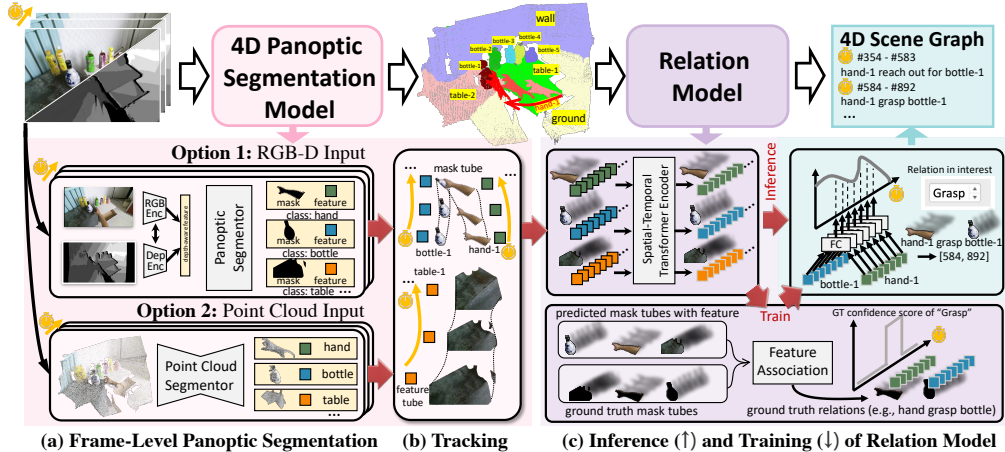 4D Panoptic
Segmentation
Model
wall
bottle-1
bottle-2
bottle-3
bottle-4
bottle-5
table-1
table-2
hand-1
ground
Relation
Model
4D Scene Graph
#354 - #583
hand-1 reach out for bottle-1
#584 - #892
hand-1 grasp bottle-1
...
Option 1: RGB-D Input
RGB
Enc
Dep
Enc
depth-aware feature
Panoptic
Segmentor
mask feature
class: hand
mask feature
class: bottle
mask feature
class: table ...
Option 2: Point Cloud Input
Point Cloud
Segmentor
hand
bottle
table
...
... mask tube ...
bottle-1
hand-1
table-1
...
feature
tube
Spatial-Temporal
Transformer Encoder
Inference
Relation in interest
Grasp
FC
hand-1 grasp bottle-1
[584, 892]
bottle-1
hand-1
Train
predicted mask tubes with feature
ground truth mask tubes
Feature
Association
GT confidence score of "Grasp"
ground truth relations (e.g., hand grasp bottle)
(a) Frame-Level Panoptic Segmentation
(b) Tracking
(c) Inference (↑) and Training (↓) of Relation Model